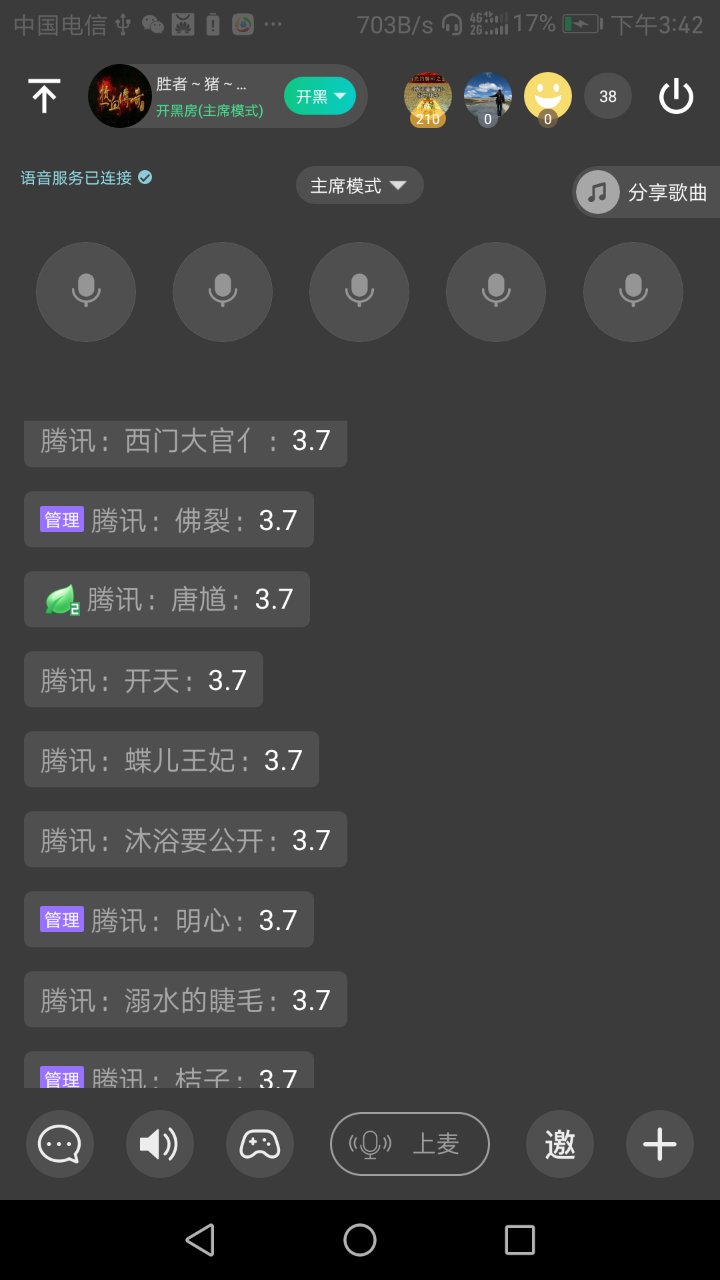 中国电信 703B/s 4G 2G 17% 下午3:42
胜者 ~ 猪 ~ ...
开黑房(主席模式)
开黑
210
0
0
38
语音服务已连接
主席模式
分享歌曲
腾讯: 西门大官亻: 3.7
管理 腾讯: 佛裂: 3.7
2 腾讯: 唐馗: 3.7
腾讯: 开天: 3.7
腾讯: 蝶儿王妃: 3.7
腾讯: 沐浴要公开: 3.7
管理 腾讯: 明心: 3.7
腾讯: 溺水的睫毛: 3.7
管理 腾讯: 桔子: 3.7
上麦
邀